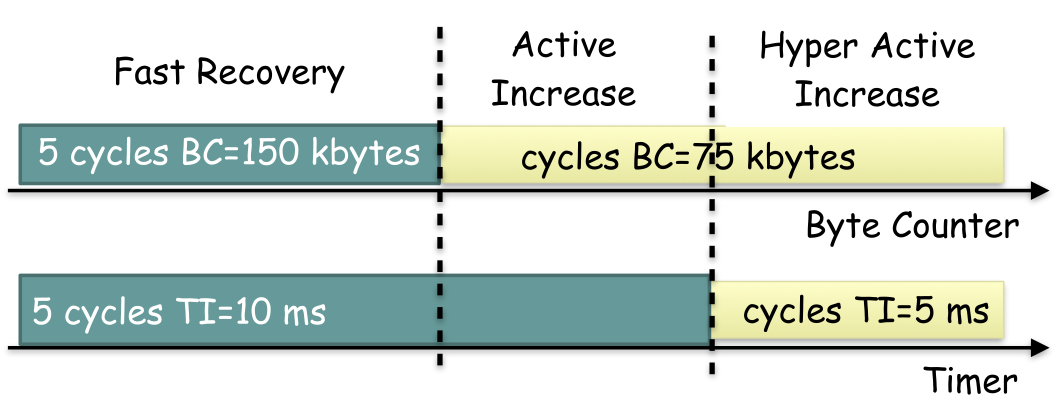 Fast Recovery
Active
Increase
Hyper Active
Increase
5 cycles BC=150 kbytes
cycles BC=75 kbytes
Byte Counter
5 cycles TI=10 ms
cycles TI=5 ms
Timer